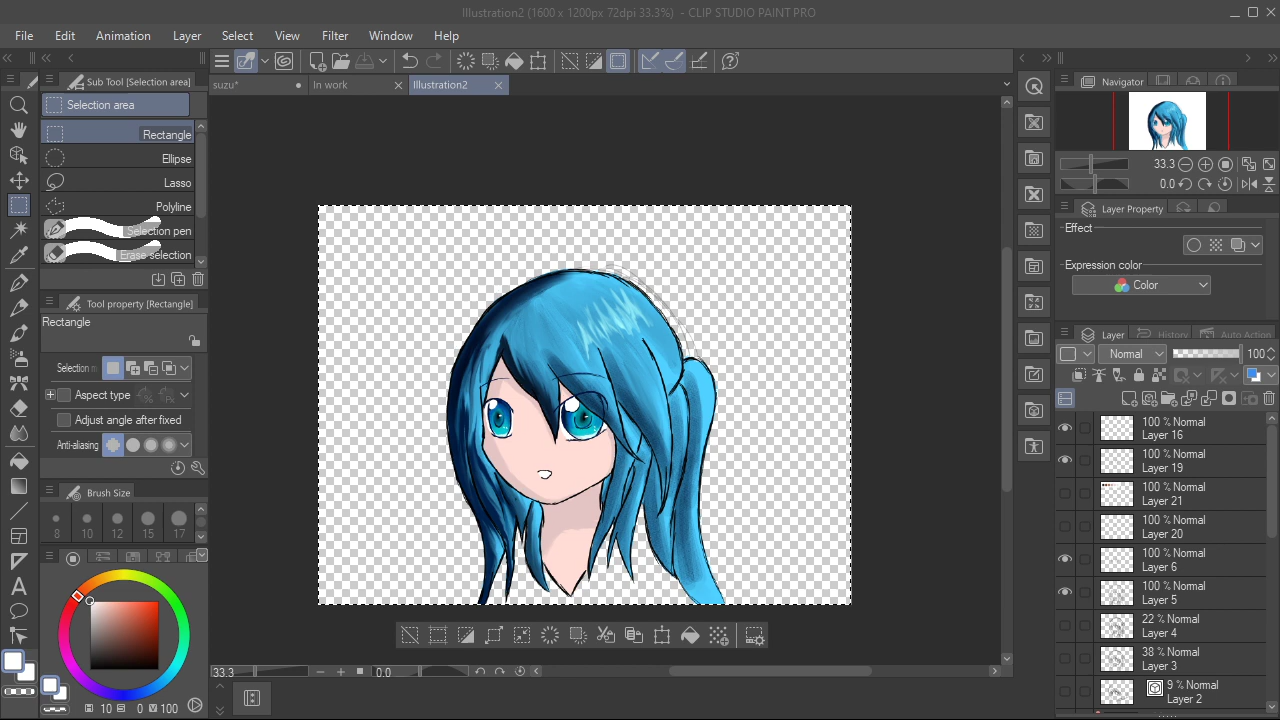 Illustration2 (1600 x 1200px 72dpi 33.3%)  - CLIP STUDIO PAINT PRO
File Edit Animation Layer Select View Filter Window Help
Sub Tool [Selection area]
suzu* In work Illustration2
Navigator
Selection area
Rectangle
Ellipse
Lasso
Polyline
Selection pen
Erase selection
33.3
0.0
Layer Property
Effect
Expression color
Color
Tool property [Rectangle]
Rectangle
Selection m
Aspect type
Adjust angle after fixed
Anti-aliasing
Layer History Auto Action
Normal 100
Brush Size
8 10 12 15 17
100 % Normal
Layer 16
100 % Normal
Layer 19
100 % Normal
Layer 21
100 % Normal
Layer 20
100 % Normal
Layer 6
100 % Normal
Layer 5
22 % Normal
Layer 4
38 % Normal
Layer 3
9 % Normal
Layer 2
33.3 0.0
H 10 S 0 V 100